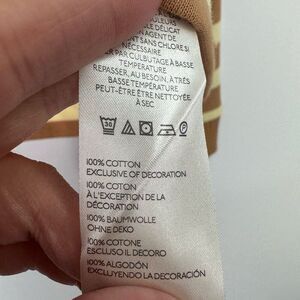 COULEURS
CYCLE DÉLICAT
AGENT DE
SANS CHLORE SI
NÉCESSAIRE
PAR CULBUTAGE À BASSE
TEMPÉRATURE
REPASSER, AU BESOIN, À TRÈS
BASSE TEMPÉRATURE
PEUT-ÊTRE ÊTRE NETTOYÉE
À SEC
30
100% COTTON
EXCLUSIVE OF DECORATION
100% COTON
À L'EXCEPTION DE LA
DÉCORATION
100% BAUMWOLLE
OHNE DEKO
100% COTONE
ESCLUSO IL DECORO
100% ALGODÓN
EXCLUYENDO LA DECORACIÓN